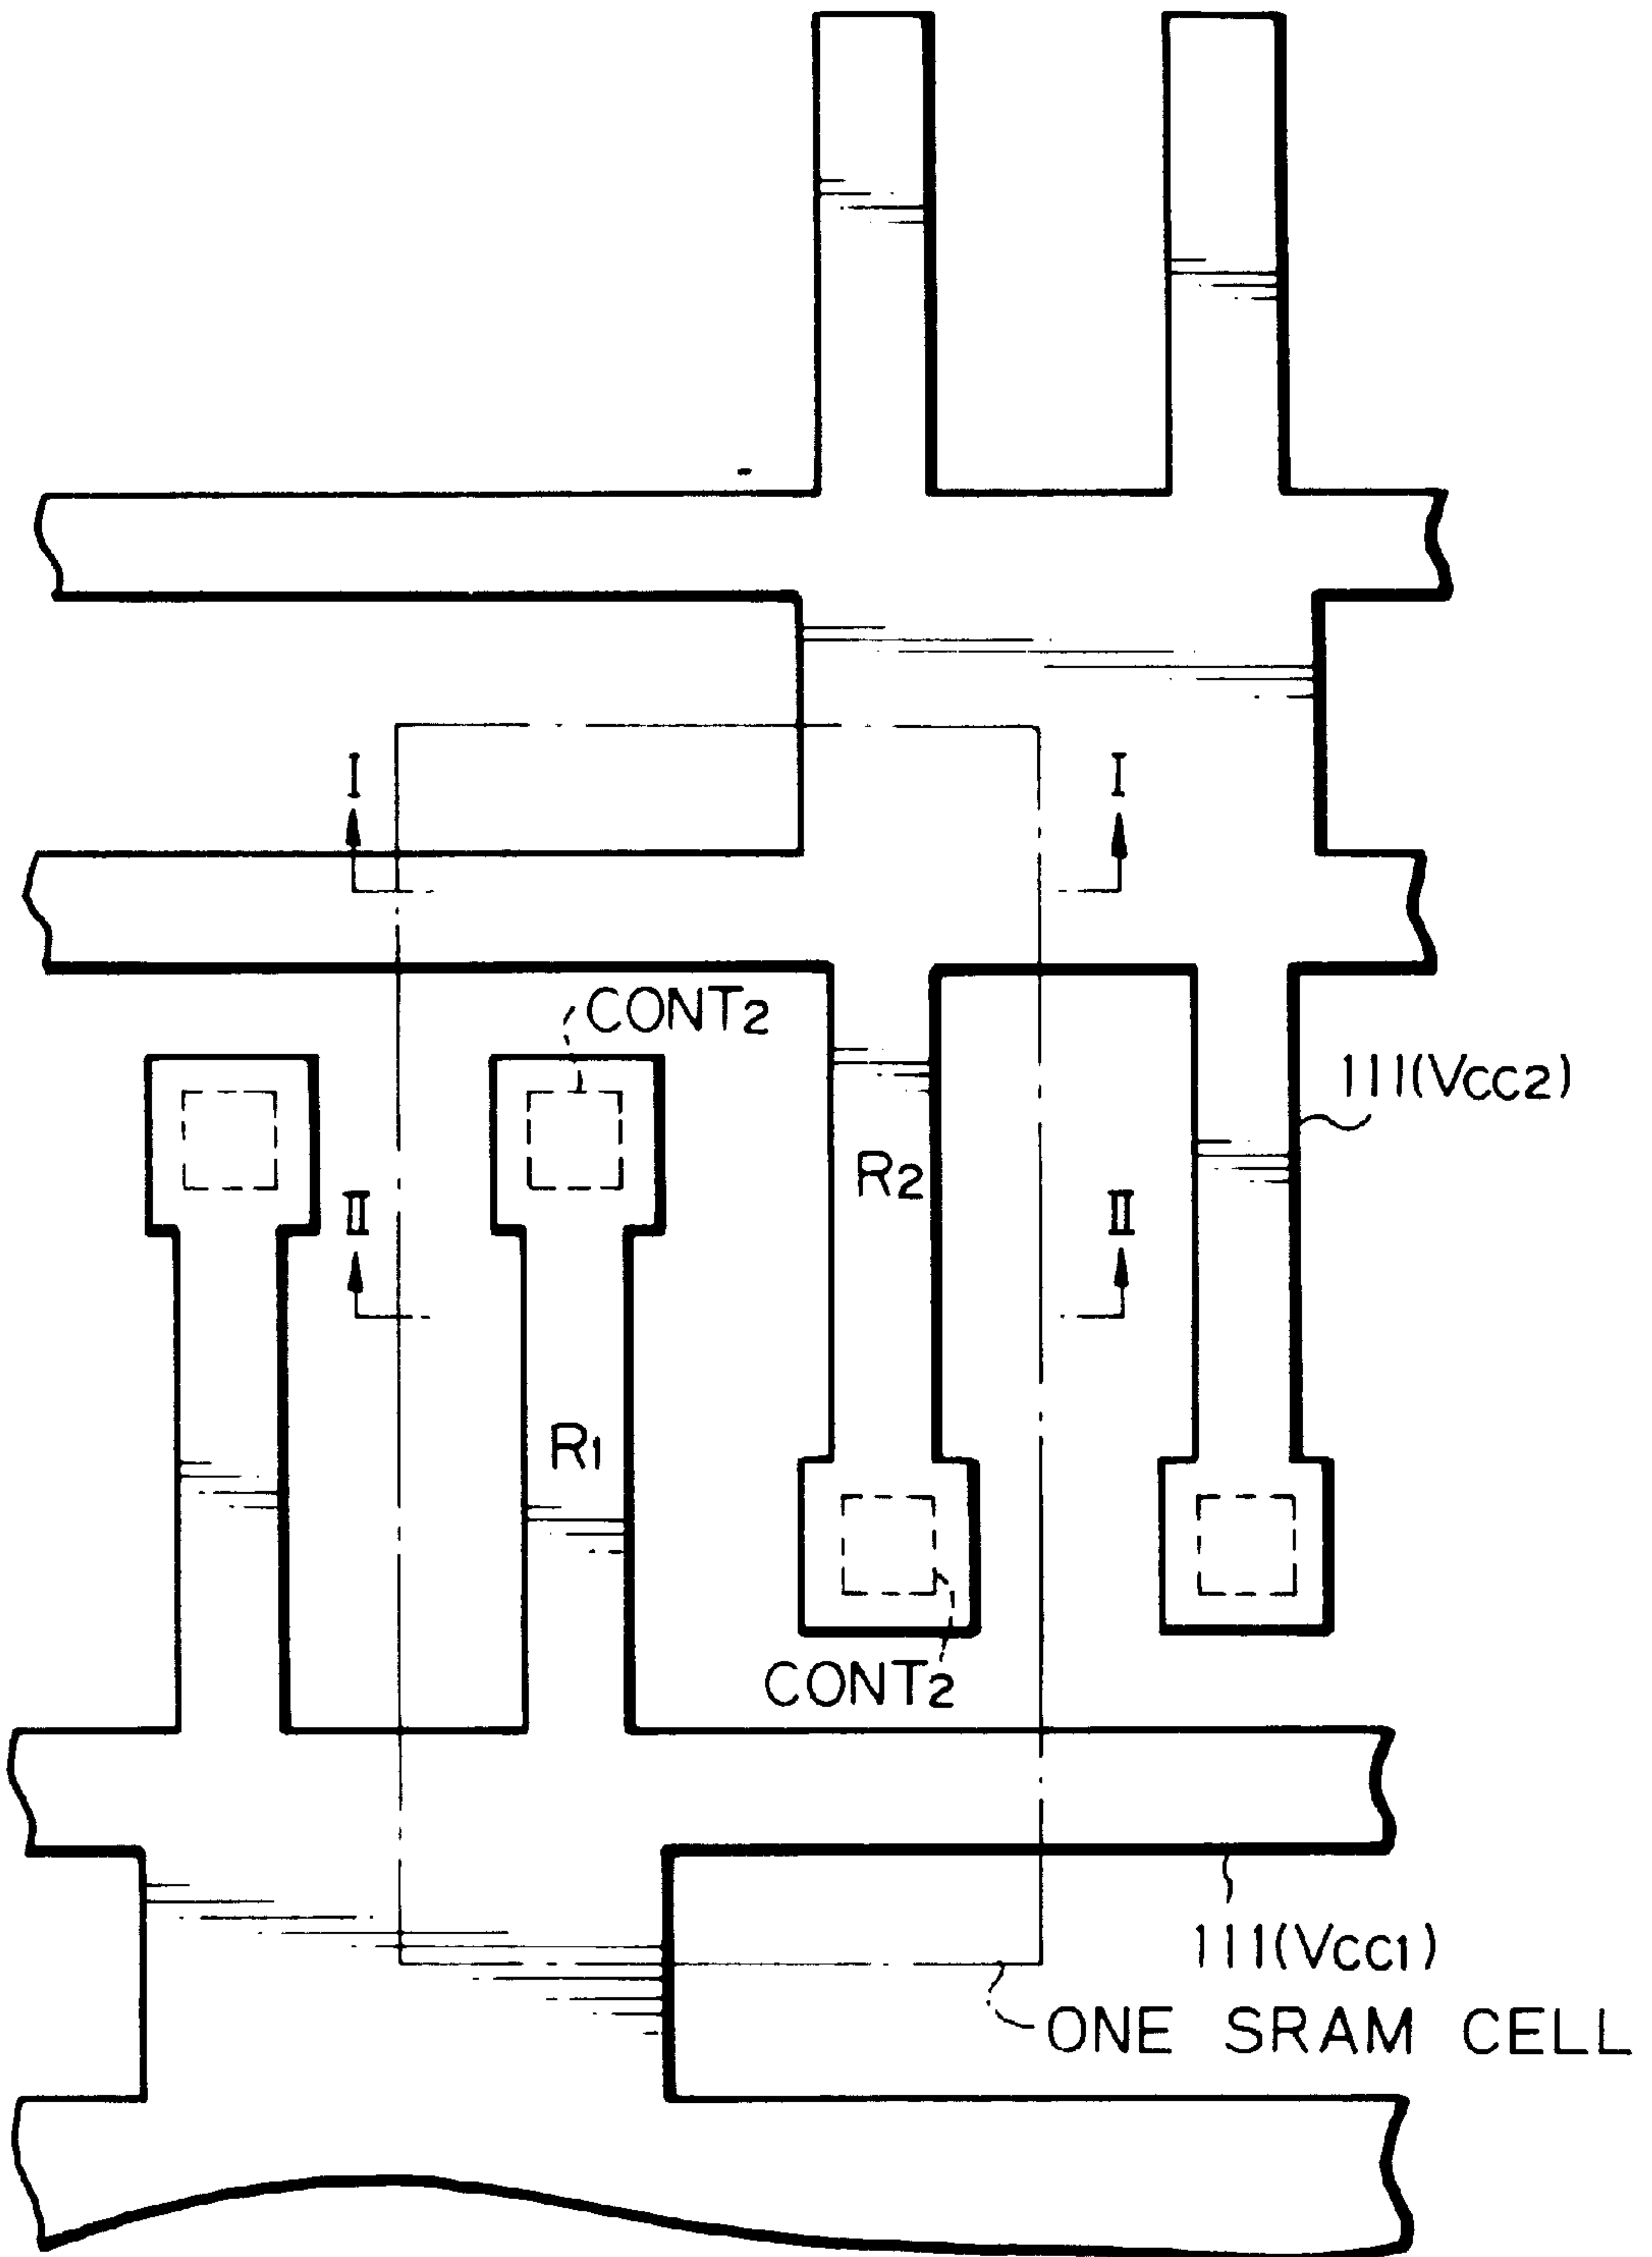 I I
CONT2
111(VCC2)
R2
II II
R1
CONT2
111(VCC1)
ONE SRAM CELL